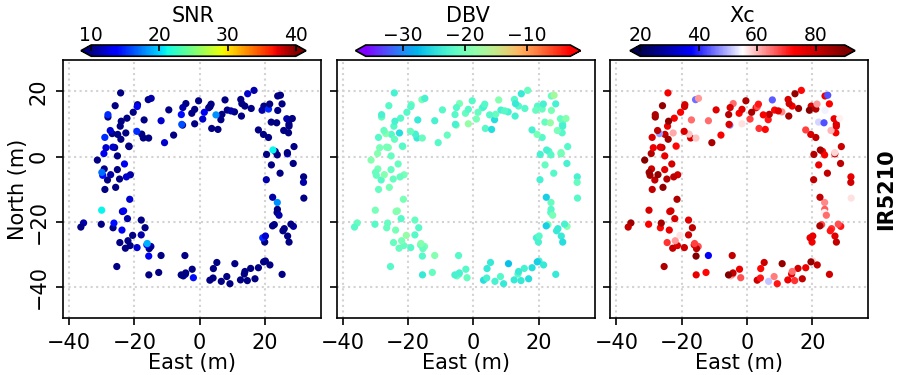 SNR DBV Xc
10 20 30 40 −30 −20 −10 20 40 60 80
20
0
−20
−40
North (m)
−40 −20 0 20 −40 −20 0 20 −40 −20 0 20
East (m) East (m) East (m)
IR5210